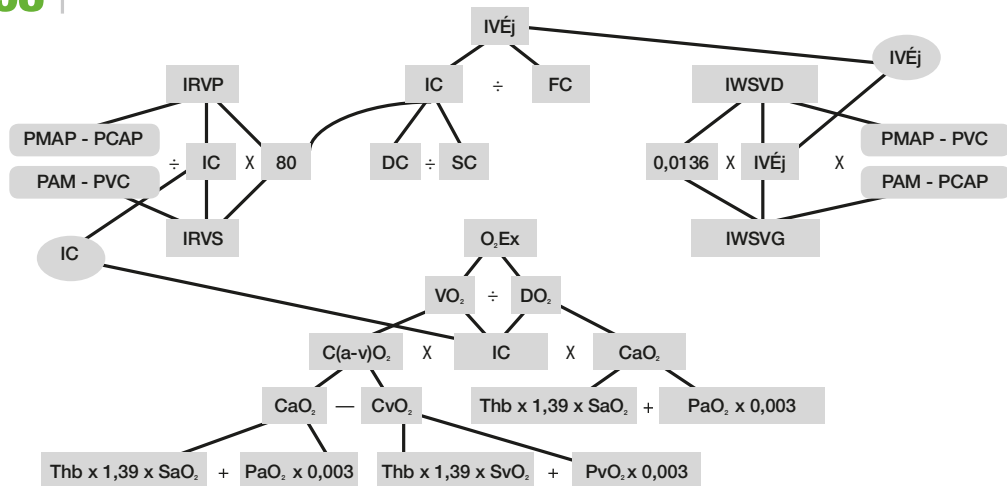 IVÉj
IVÉj
IRVP IC ÷ FC IWSVD
PMAP - PCAP PMAP - PVC
÷ IC X 80 DC ÷ SC 0,0136 X IVÉj X
PAM - PVC PAM - PCAP
IRVS O₂Ex IWSVG
IC
VO₂ ÷ DO₂
C(a-v)O₂ X IC X CaO₂
CaO₂ — CvO₂ Thb x 1,39 x SaO₂ + PaO₂ x 0,003
Thb x 1,39 x SaO₂ + PaO₂ x 0,003 Thb x 1,39 x SvO₂ + PvO₂ x 0,003